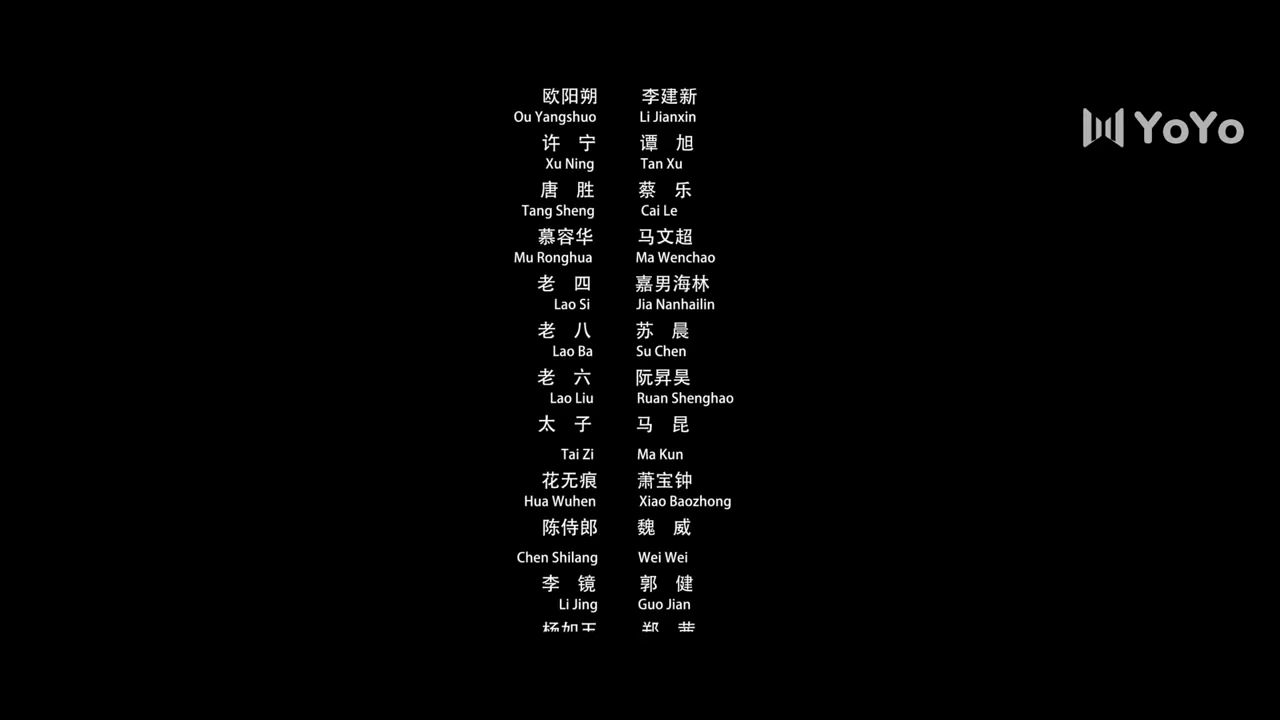 欧阳朔 李建新
Ou Yangshuo Li Jianxin
许 宁 谭 旭
Xu Ning Tan Xu
唐 胜 蔡 乐
Tang Sheng Cai Le
慕容华 马文超
Mu Ronghua Ma Wenchao
老 四 嘉男海林
Lao Si Jia Nanhailin
老 八 苏 晨
Lao Ba Su Chen
老 六 阮昇昊
Lao Liu Ruan Shenghao
太 子 马 昆
Tai Zi Ma Kun
花无痕 萧宝钟
Hua Wuhen Xiao Baozhong
陈侍郎 魏 威
Chen Shilang Wei Wei
李 镜 郭 健
Li Jing Guo Jian
YoYo